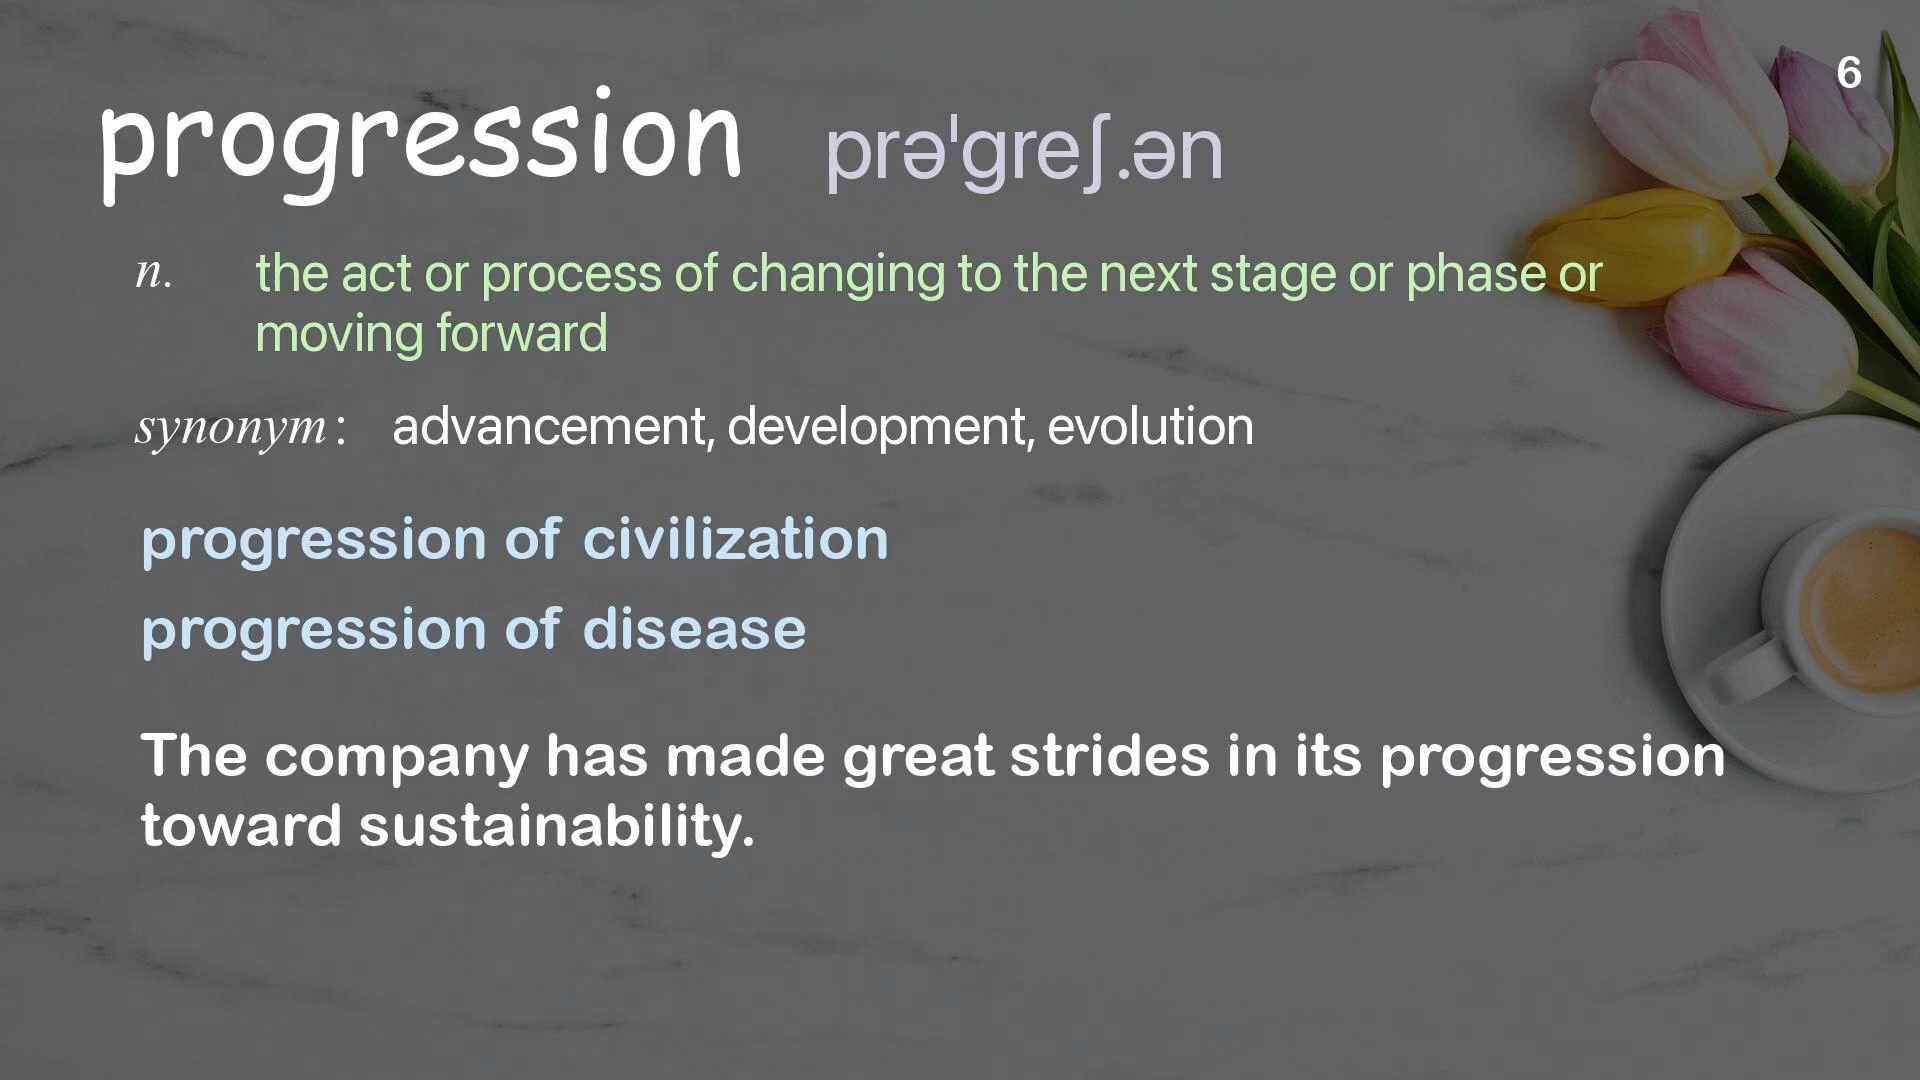 6
progression prəˈɡreʃ.ən
n. the act or process of changing to the next stage or phase or
moving forward
synonym : advancement, development, evolution
progression of civilization
progression of disease
The company has made great strides in its progression
toward sustainability.